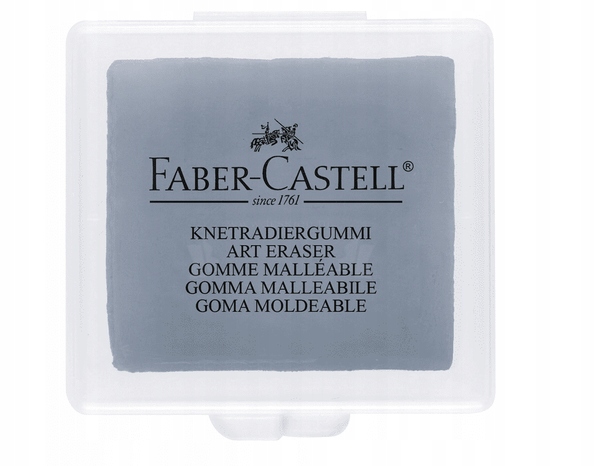 FABER-CASTELL®
since 1761
KNETRADIERGUMMI
ART ERASER
GOMME MALLÉABLE
GOMMA MALLEABILE
GOMA MOLDEABLE